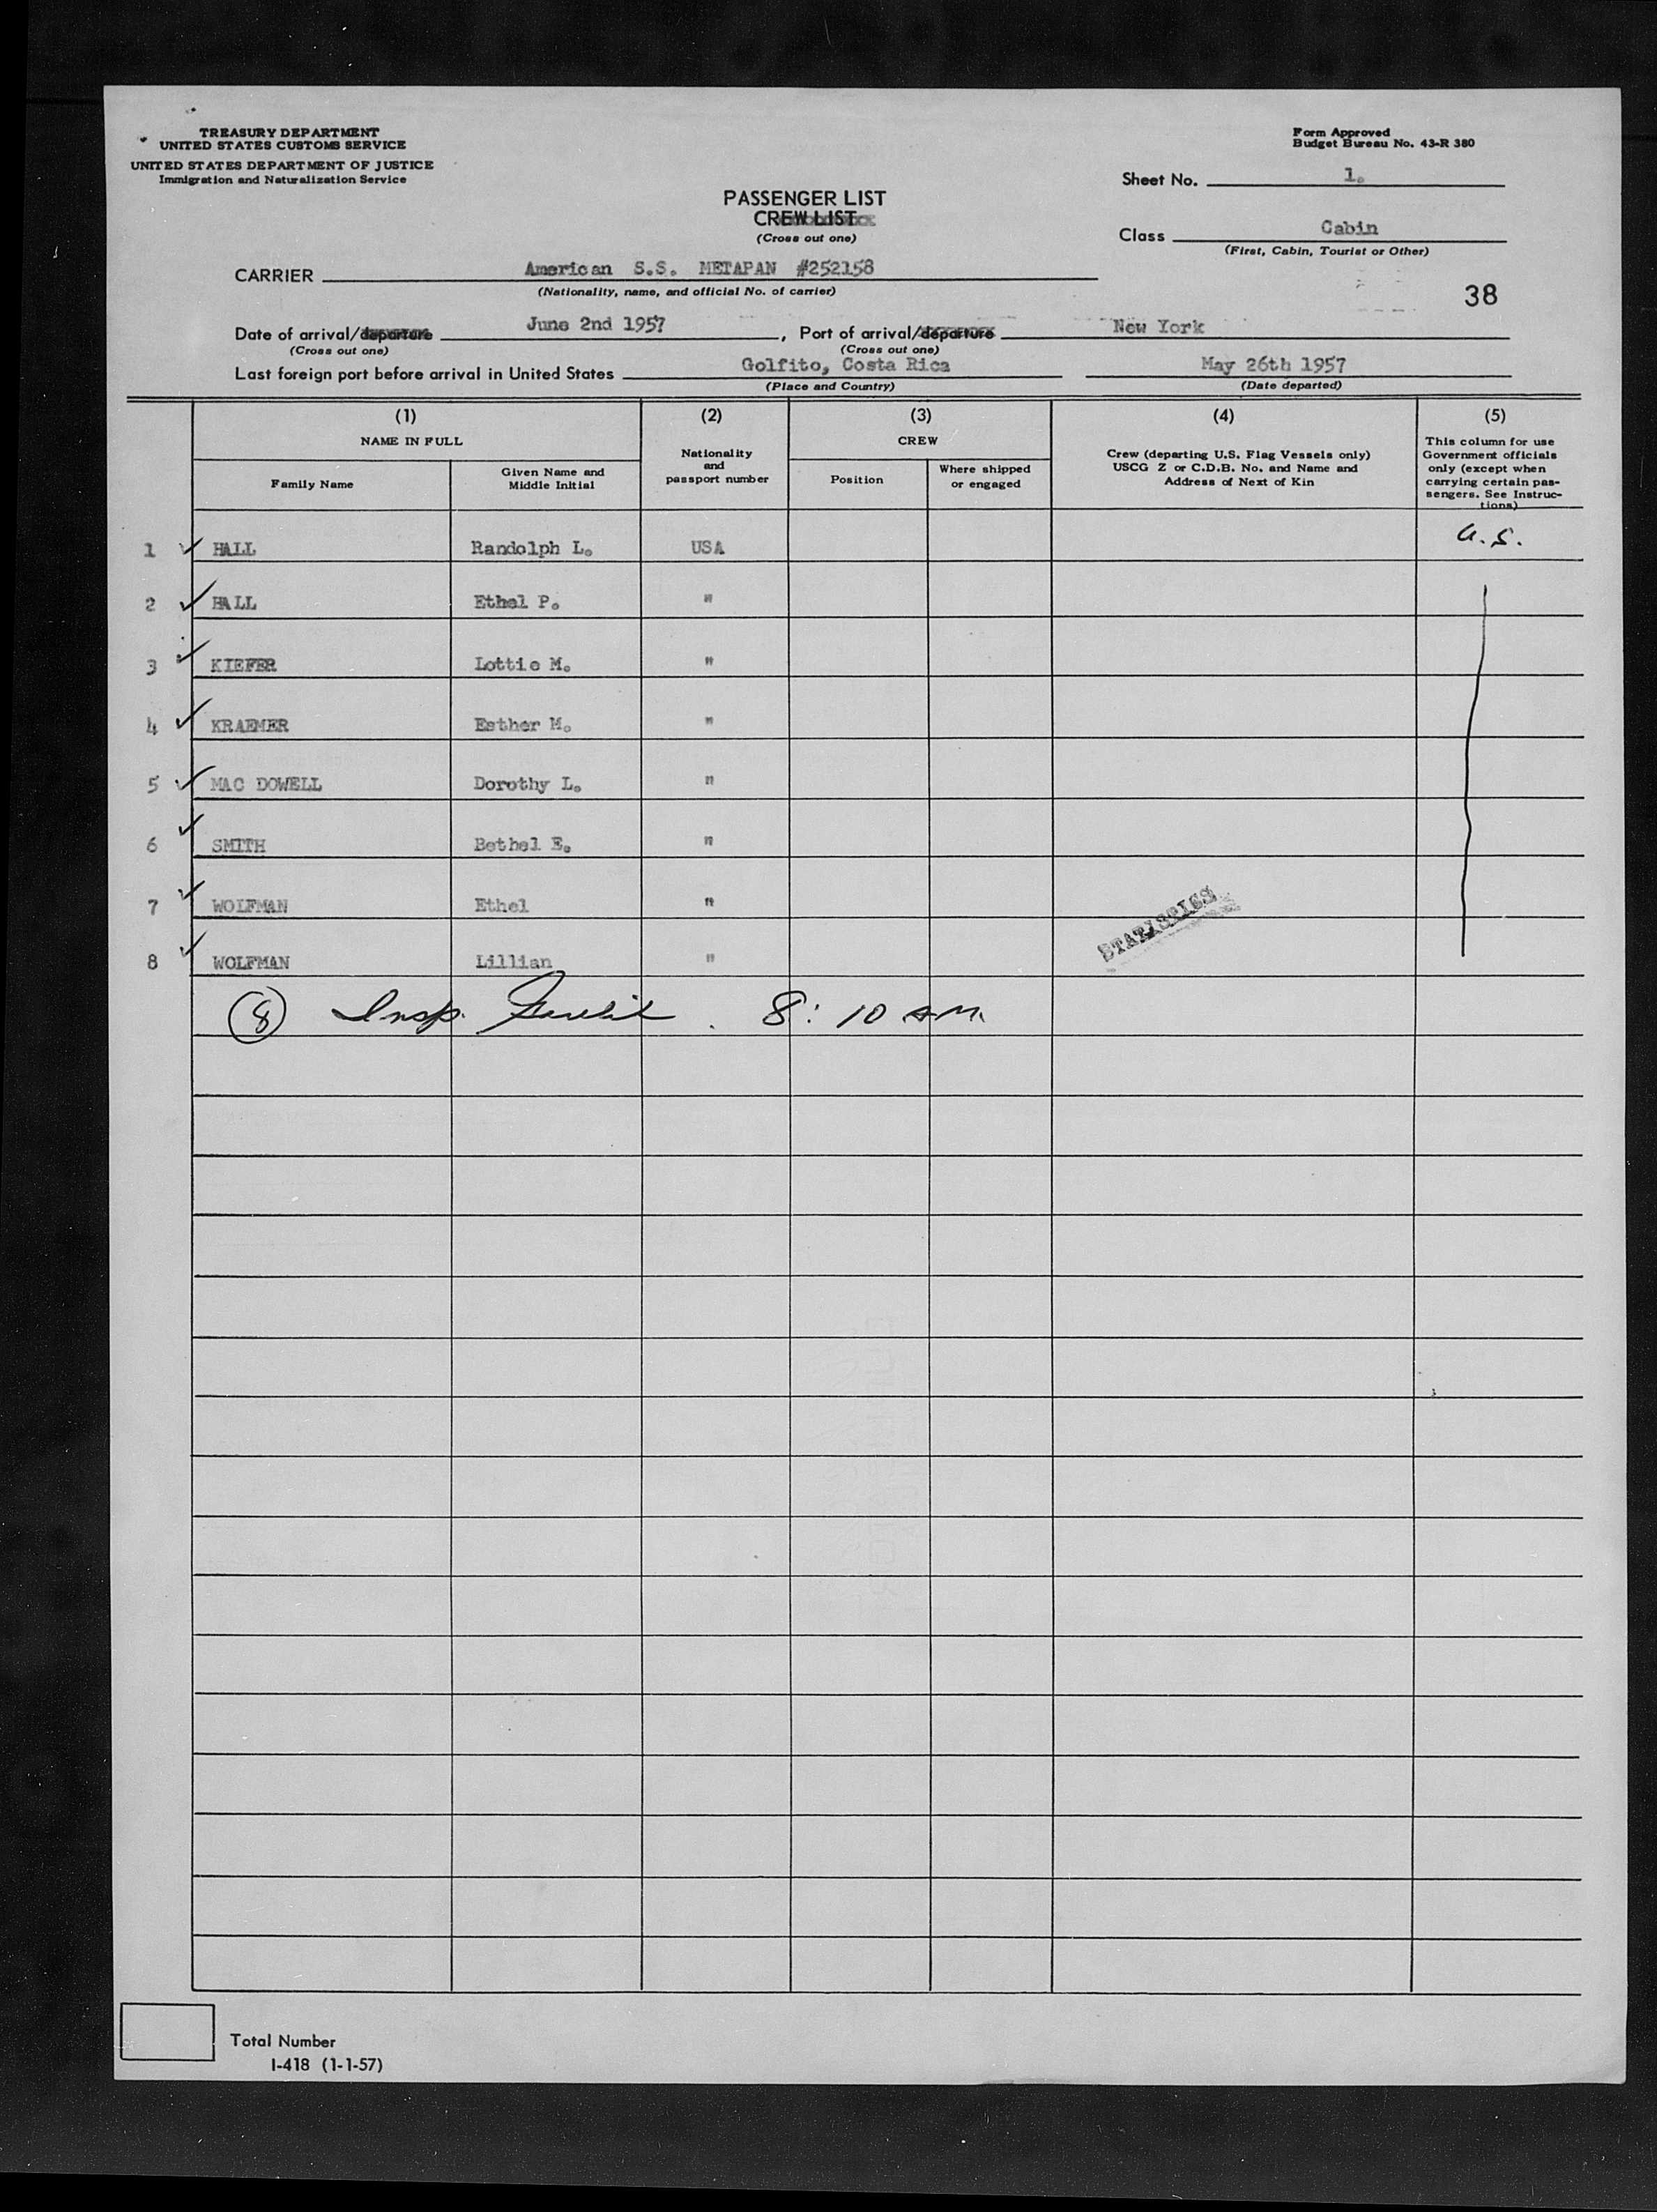 TREASURY DEPARTMENT
UNITED STATES CUSTOMS SERVICE
UNITED STATES DEPARTMENT OF JUSTICE
Immigration and Naturalization Service
Form Approved
Budget Bureau No. 43-R 380
Sheet No. 1.
PASSENGER LIST
CREW LIST
(Cross out one)
Class Cabin
(First, Cabin, Tourist or Other)
CARRIER American S.S. METAPAN #252158
(Nationality, name, and official No. of carrier)
38
Date of arrival/departure June 2nd 1957, Port of arrival/departure New York
(Cross out one) (Cross out one)
Last foreign port before arrival in United States Golfito, Costa Rica May 26th 1957
(Place and Country) (Date departed)
(1) (2) (3) (4) (5)
NAME IN FULL
Family Name
Given Name and
Middle Initial
Nationality
and
passport number
CREW
Position
Where shipped
or engaged
Crew (departing U.S. Flag Vessels only)
USCG Z or C.D.B. No. and Name and
Address of Next of Kin
This column for use
Government officials
only (except when
carrying certain pas-
sengers. See Instruc-
tions)
1 HALL Randolph L. USA U.S.
2 HALL Ethel P. "
3 KIEFER Lottie M. "
4 KRAEMER Esther M. "
5 MAC DOWELL Dorothy L. "
6 SMITH Bethel E. "
7 WOLFMAN Ethel "
STATISTICS
8 WOLFMAN Lillian "
8 Insp. 8:10 AM.
Total Number
I-418 (1-1-57)